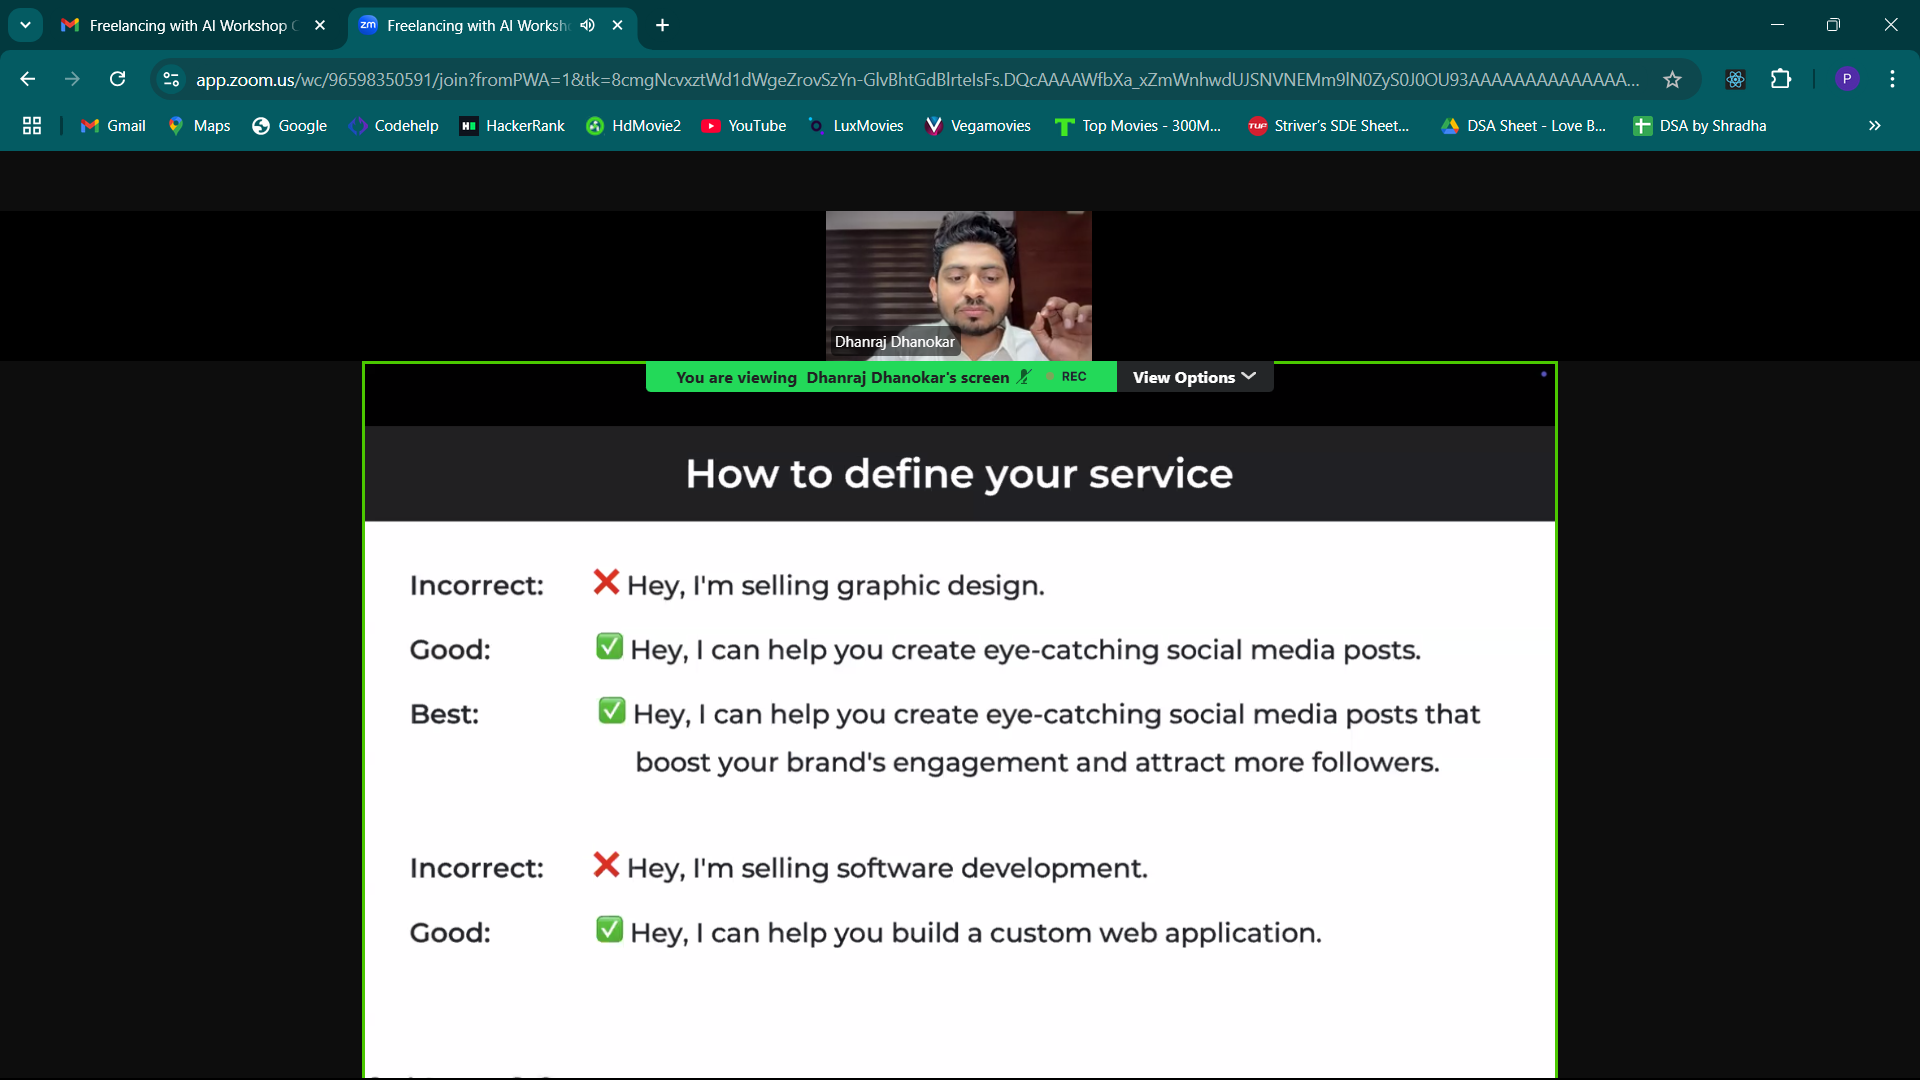 Freelancing with AI Workshop
Freelancing with AI Worksh
app.zoom.us/wc/96598350591/join?fromPWA=1&tk=8cmgNcvxztWd1dWgeZrovSzYn-GlvBhtGdBlrteIsFs.DQcAAAAWfbXa_xZmWnhwdUJSNVNEMm9lN0ZyS0J0OU93AAAAAAAAAAAAAA...
P
Gmail
Maps
Google
Codehelp
HackerRank
HdMovie2
YouTube
LuxMovies
Vegamovies
Top Movies - 300M...
Striver's SDE Sheet...
DSA Sheet - Love B...
DSA by Shradha
Dhanraj Dhanokar
You are viewing Dhanraj Dhanokar's screen REC View Options
How to define your service
Incorrect: ❌ Hey, I'm selling graphic design.
Good: ✅ Hey, I can help you create eye-catching social media posts.
Best: ✅ Hey, I can help you create eye-catching social media posts that
boost your brand's engagement and attract more followers.
Incorrect: ❌ Hey, I'm selling software development.
Good: ✅ Hey, I can help you build a custom web application.